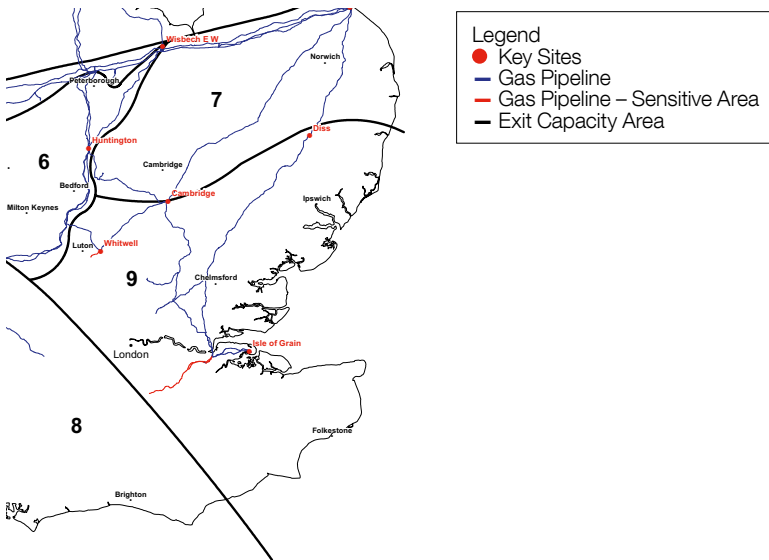 Wisbech E W
Norwich
Peterborough
7
Diss
Huntington
6
Cambridge
Bedford
Cambridge
Ipswich
Milton Keynes
Luton
Whitwell
9
Chelmsford
London
Isle of Grain
8
Folkestone
Brighton
Legend
Key Sites
Gas Pipeline
Gas Pipeline – Sensitive Area
Exit Capacity Area